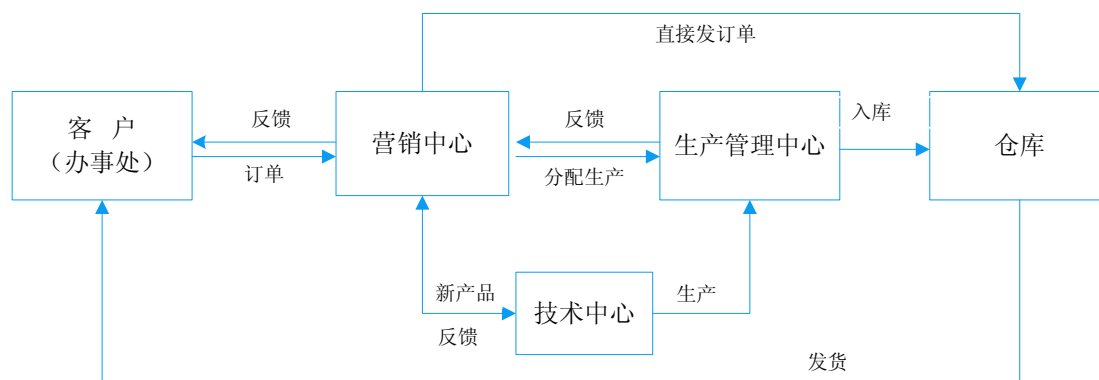 直接发订单
客 户
（办事处）
反馈
订单
营销中心
反馈
分配生产
生产管理中心
入库
仓库
新产品
反馈
技术中心
生产
发货